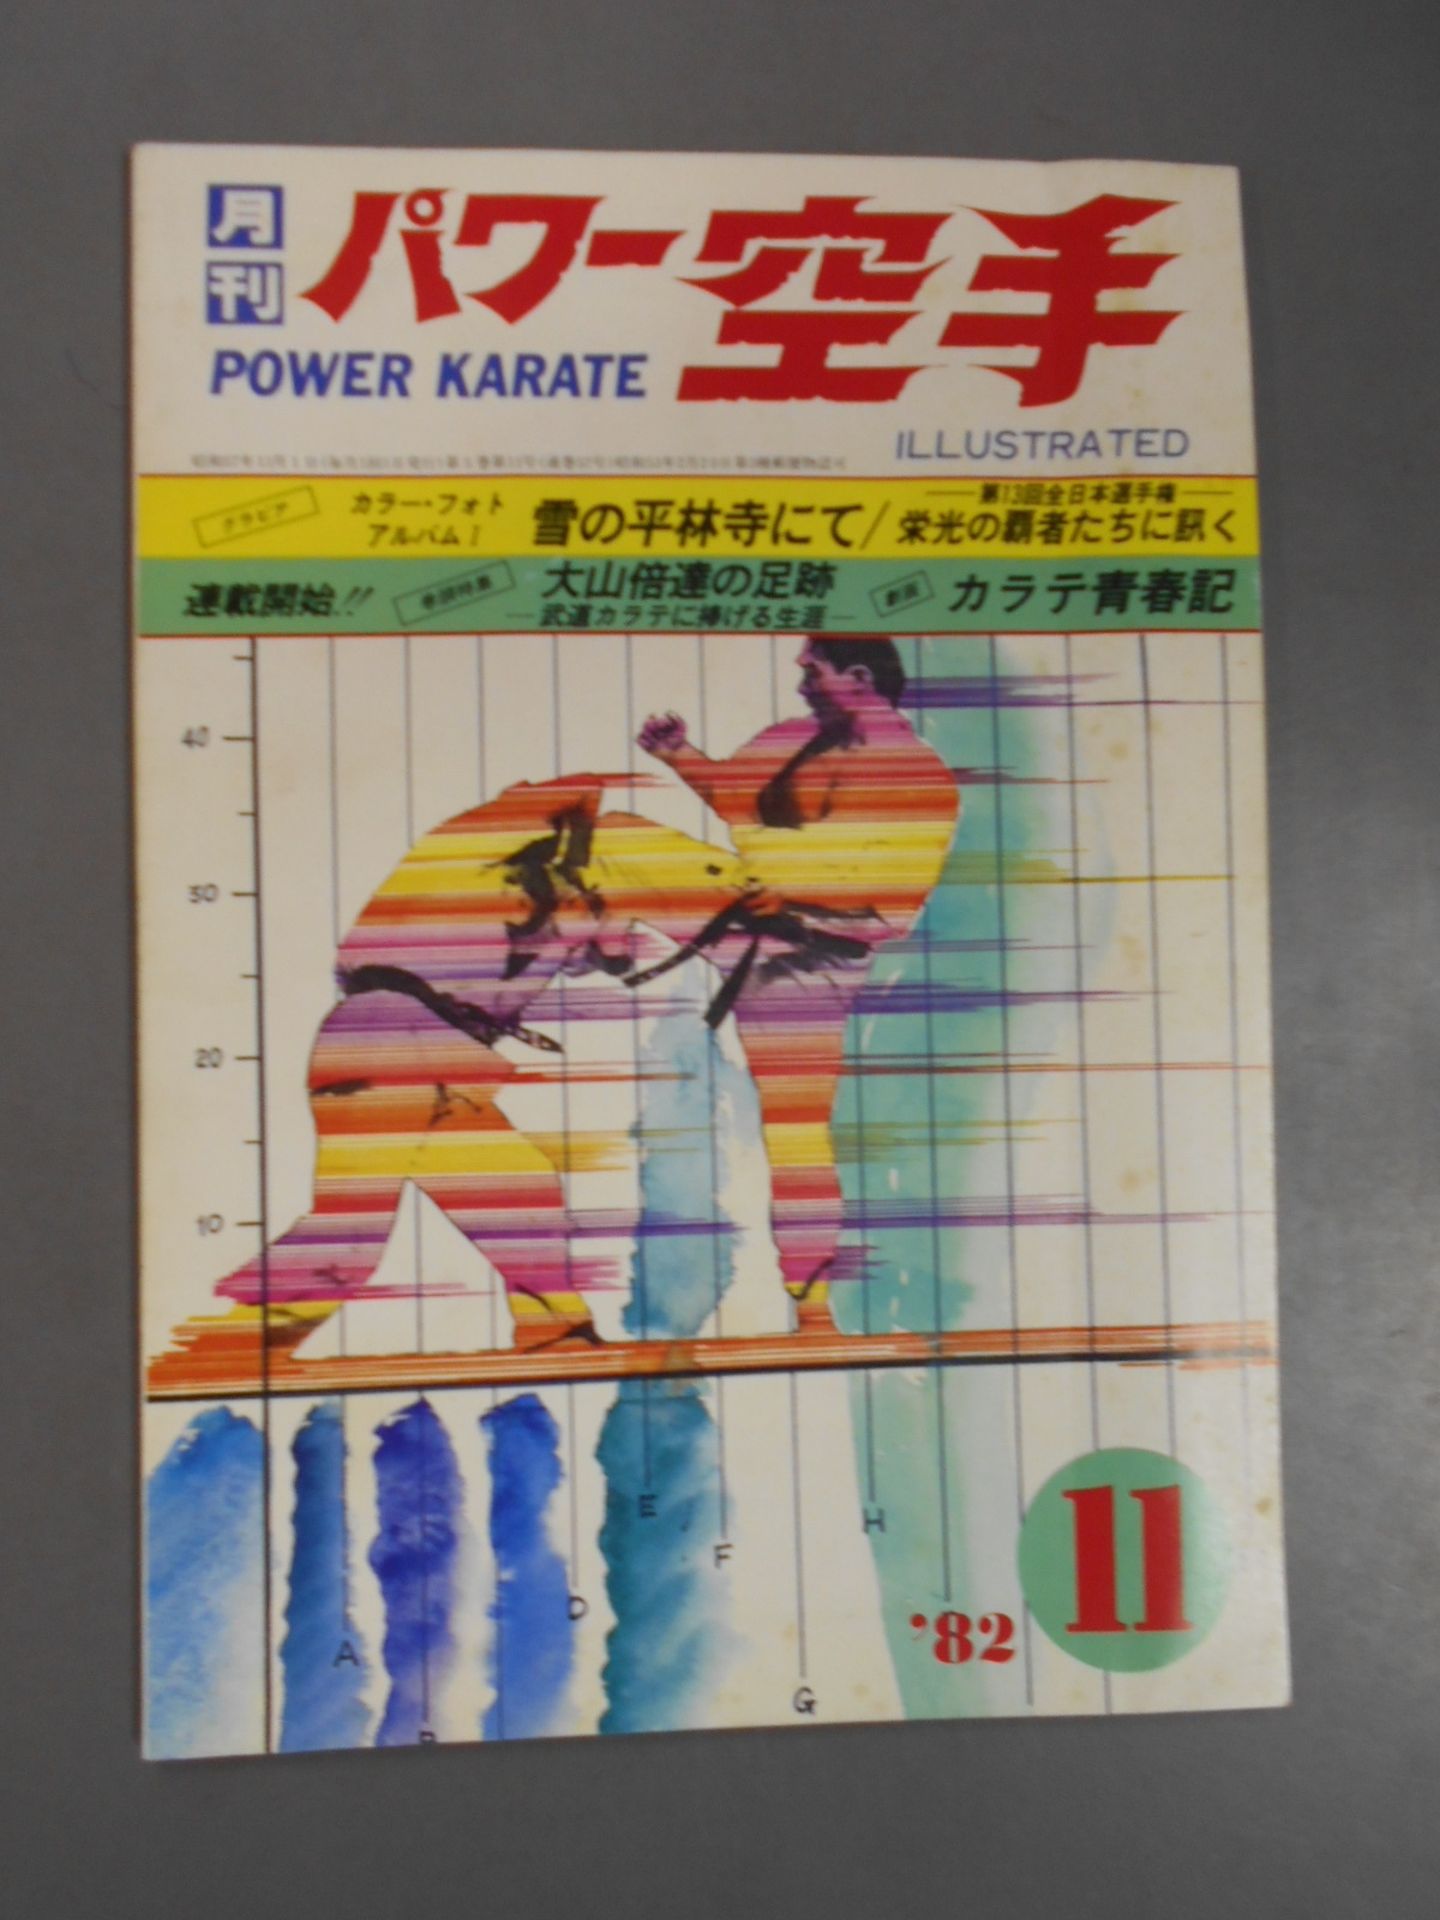 月刊
パワー空手
POWER KARATE
ILLUSTRATED
グラビア
カラー・フォト
アルバムⅠ
雪の平林寺にて/
第13回全日本選手権
栄光の覇者たちに訊く
連載開始!!
大山倍達の足跡
—武道カラテに捧げる生涯—
劇画
カラテ青春記
40
30
20
10
A
B
D
E
F
G
H
'82
11